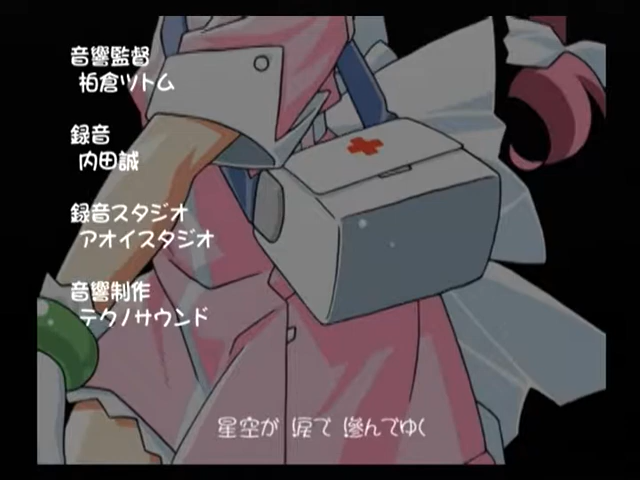 音響監督
柏倉ツトム
録音
内田誠
録音スタジオ
アオイスタジオ
音響制作
テクノサウンド
星空が 涙で 滲んでゆく